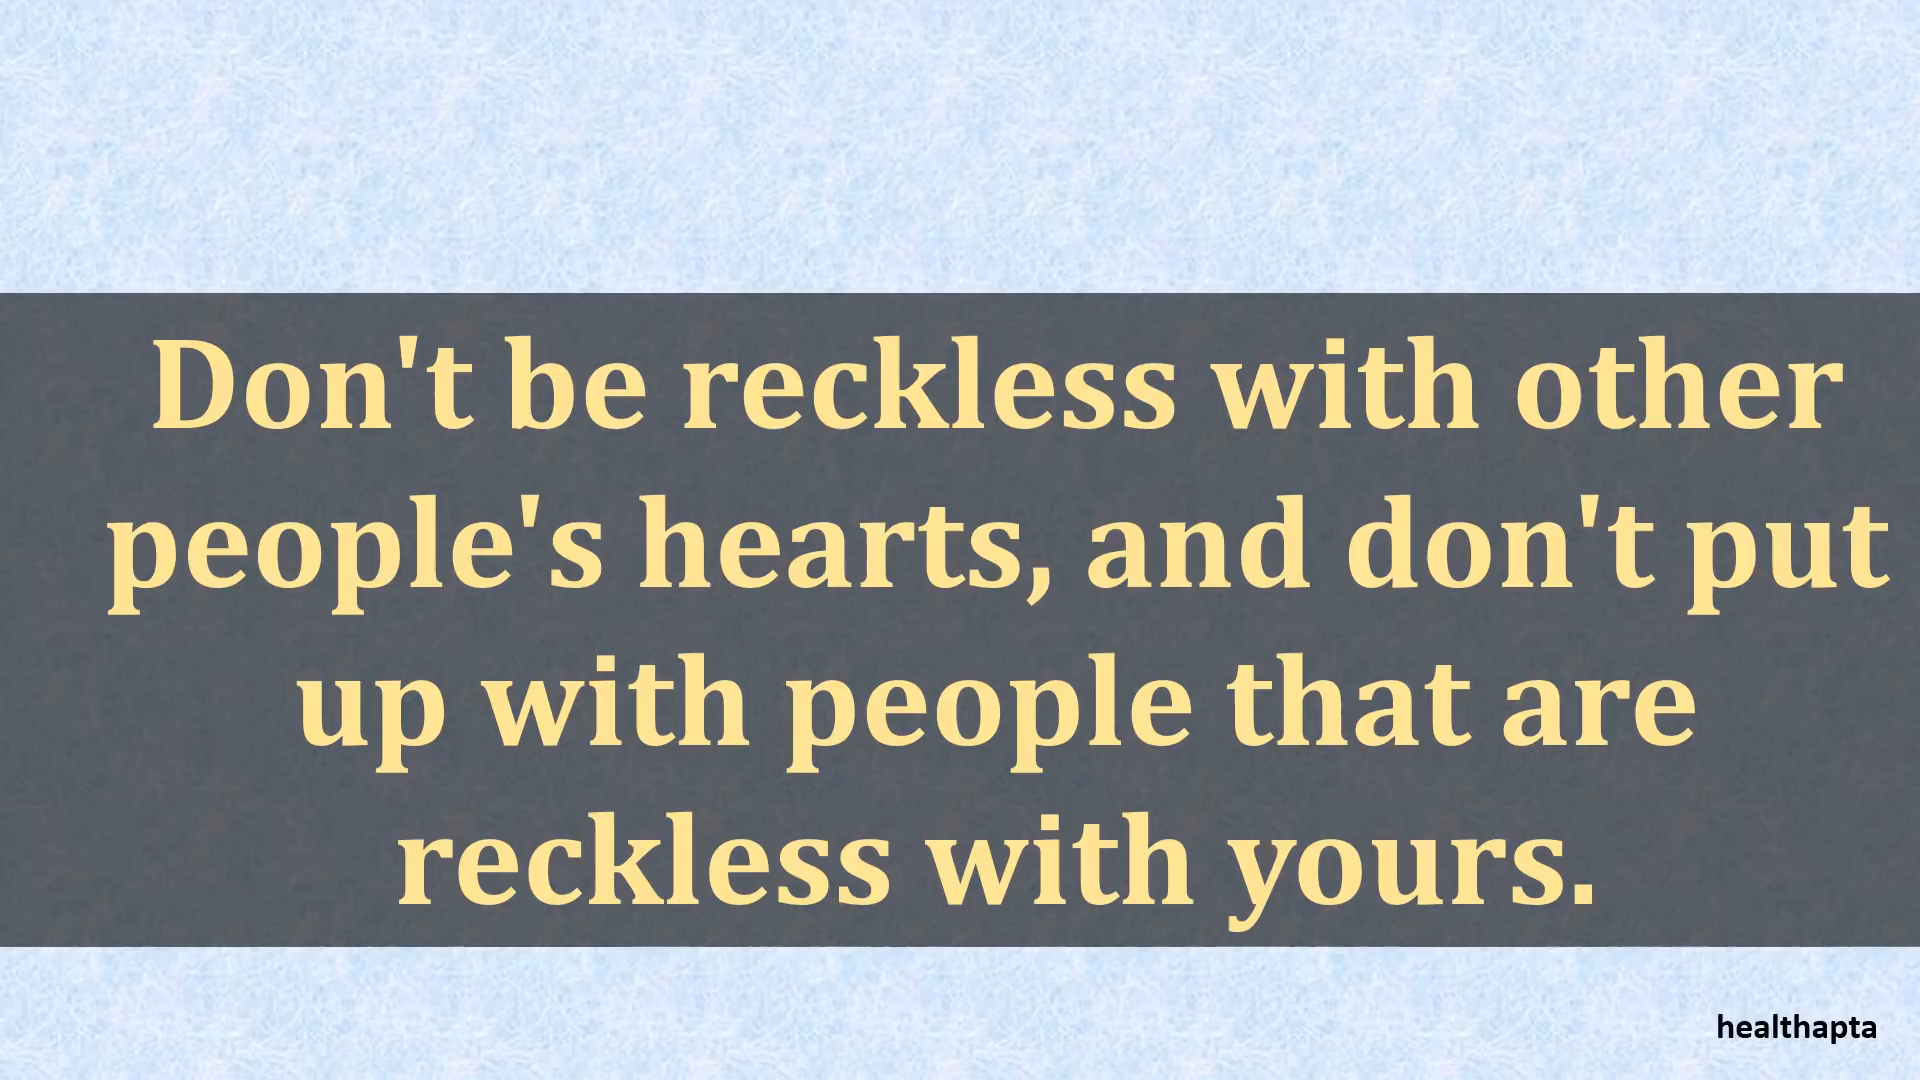 Don't be reckless with other
people's hearts, and don't put
up with people that are
reckless with yours.
healthapta